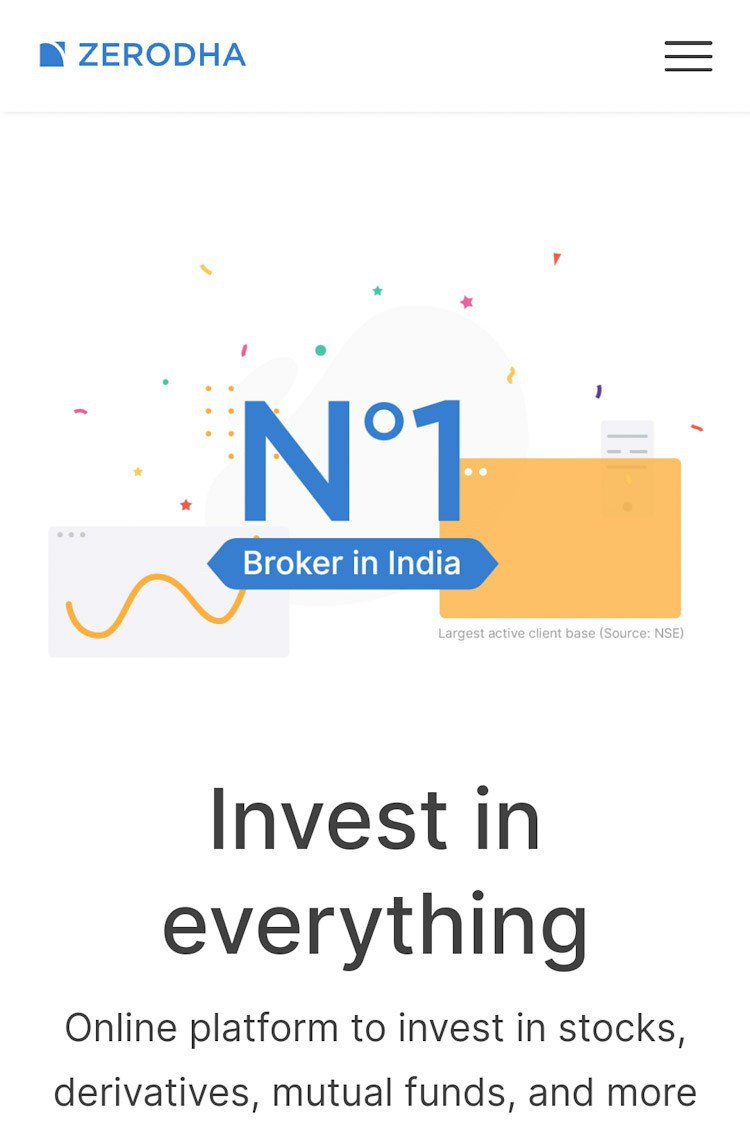 ZERODHA
N°1
Broker in India
Largest active client base (Source: NSE)
Invest in
everything
Online platform to invest in stocks,
derivatives, mutual funds, and more